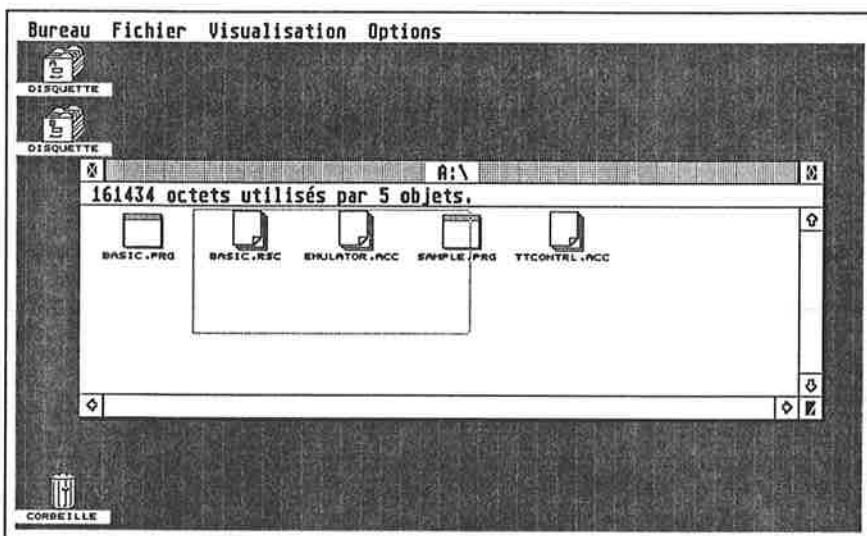 Bureau Fichier Visualisation Options
DISQUETTE
DISQUETTE
A:\
161434 octets utilisés par 5 objets.
BASIC.PRG BASIC.RSC EMULATOR.ACC SAMPLE.PRG TTCONTRL.ACC
CORBEILLE